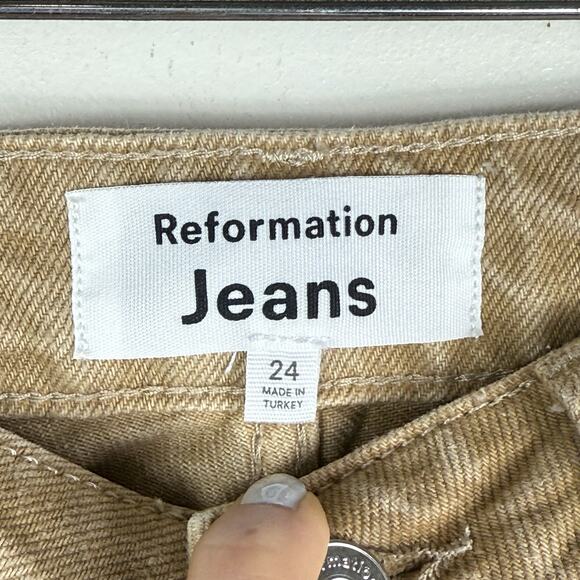 Reformation
Jeans
24
MADE IN
TURKEY